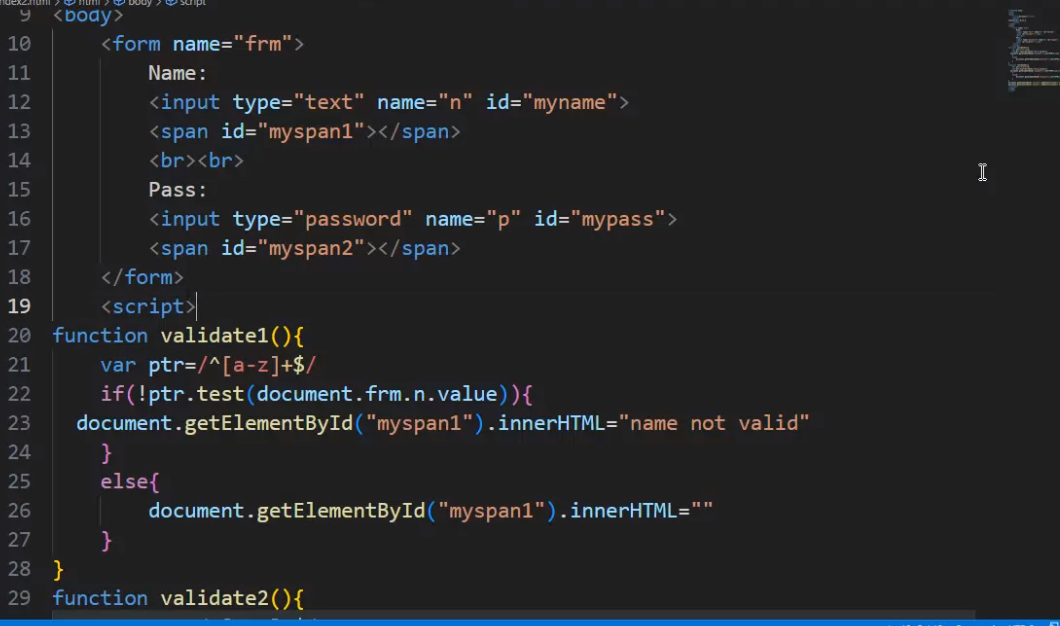 index2.html > html > body > script
9 <body>
10 <form name="frm">
11 Name:
12 <input type="text" name="n" id="myname">
13 <span id="myspan1"></span>
14 <br><br>
15 Pass:
16 <input type="password" name="p" id="mypass">
17 <span id="myspan2"></span>
18 </form>
19 <script>
20 function validate1(){
21 var ptr=/^[a-z]+$/
22 if(!ptr.test(document.frm.n.value)){
23 document.getElementById("myspan1").innerHTML="name not valid"
24 }
25 else{
26 document.getElementById("myspan1").innerHTML=""
27 }
28 }
29 function validate2(){